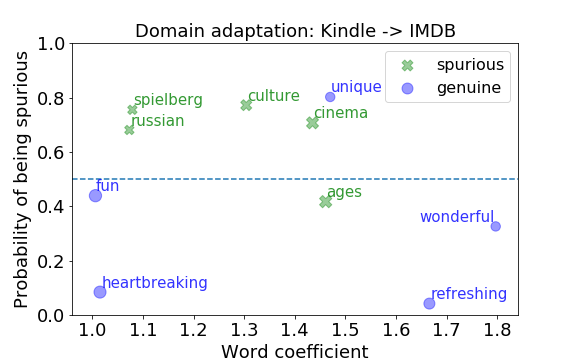 Domain adaptation: Kindle -> IMDB
Probability of being spurious
1.0
0.8
0.6
0.4
0.2
0.0
spurious
genuine
unique
spielberg
culture
russian
cinema
fun
ages
wonderful
heartbreaking
refreshing
1.0 1.1 1.2 1.3 1.4 1.5 1.6 1.7 1.8
Word coefficient